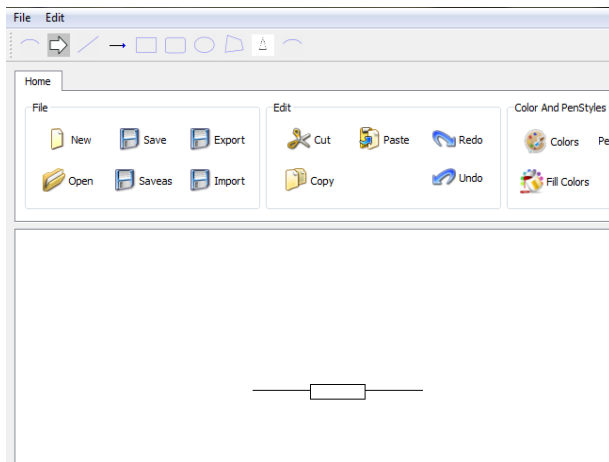 File Edit
A
Home
File Edit Color And PenStyles
New Save Export Cut Paste Redo Colors Pe
Open Saveas Import Copy Undo Fill Colors